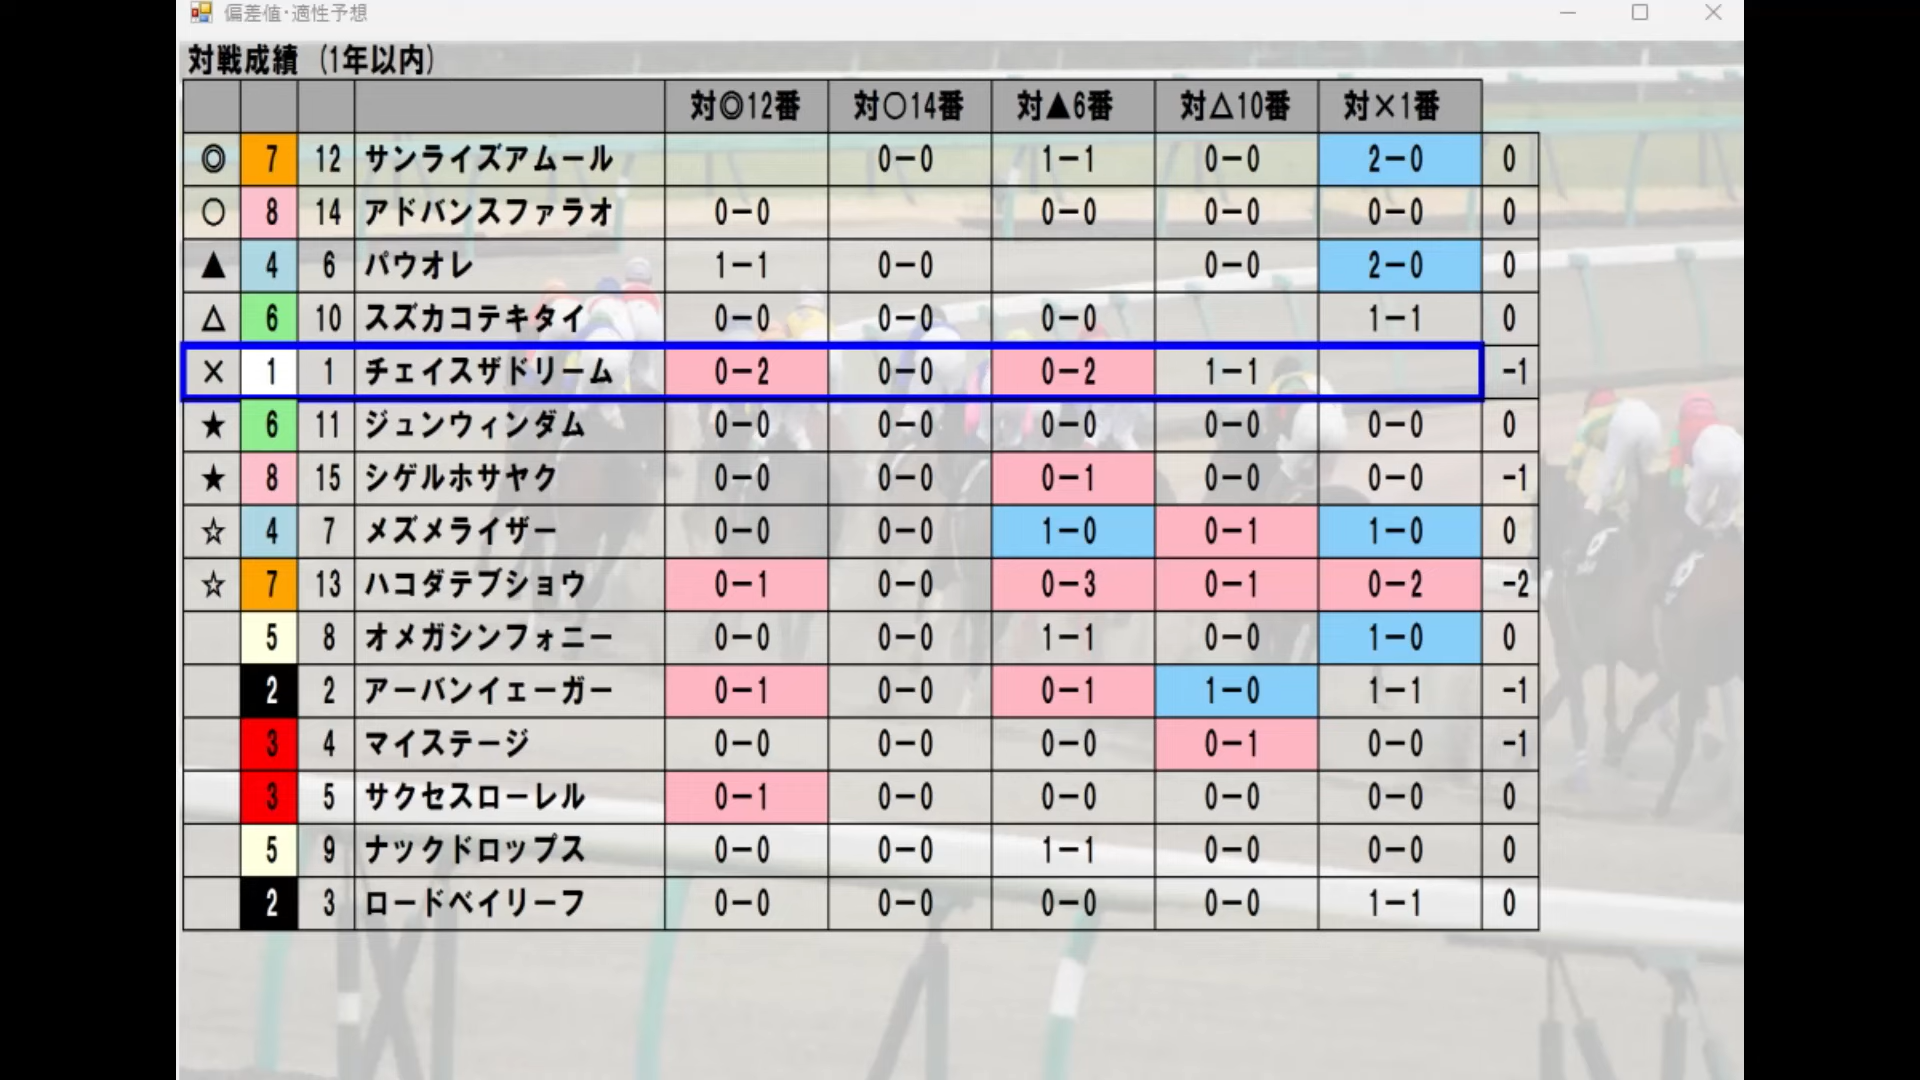 偏差値・適性予想
対戦成績 (1年以内)
対◎12番 対○14番 対▲6番 対△10番 対×1番
◎ 7 12 サンライズアムール 0-0 1-1 0-0 2-0 0
○ 8 14 アドバンスファラオ 0-0 0-0 0-0 0-0 0
▲ 4 6 パウオレ 1-1 0-0 0-0 2-0 0
△ 6 10 スズカコテキタイ 0-0 0-0 0-0 1-1 0
× 1 1 チェイスザドリーム 0-2 0-0 0-2 1-1 -1
★ 6 11 ジュンウィンダム 0-0 0-0 0-0 0-0 0-0 0
★ 8 15 シゲルホサヤク 0-0 0-0 0-1 0-0 0-0 -1
☆ 4 7 メズメライザー 0-0 0-0 1-0 0-1 1-0 0
☆ 7 13 ハコダテブショウ 0-1 0-0 0-3 0-1 0-2 -2
5 8 オメガシンフォニー 0-0 0-0 1-1 0-0 1-0 0
2 2 アーバンイェーガー 0-1 0-0 0-1 1-0 1-1 -1
3 4 マイステージ 0-0 0-0 0-0 0-1 0-0 -1
3 5 サクセスローレル 0-1 0-0 0-0 0-0 0-0 0
5 9 ナックドロップス 0-0 0-0 1-1 0-0 0-0 0
2 3 ロードベイリーフ 0-0 0-0 0-0 0-0 1-1 0